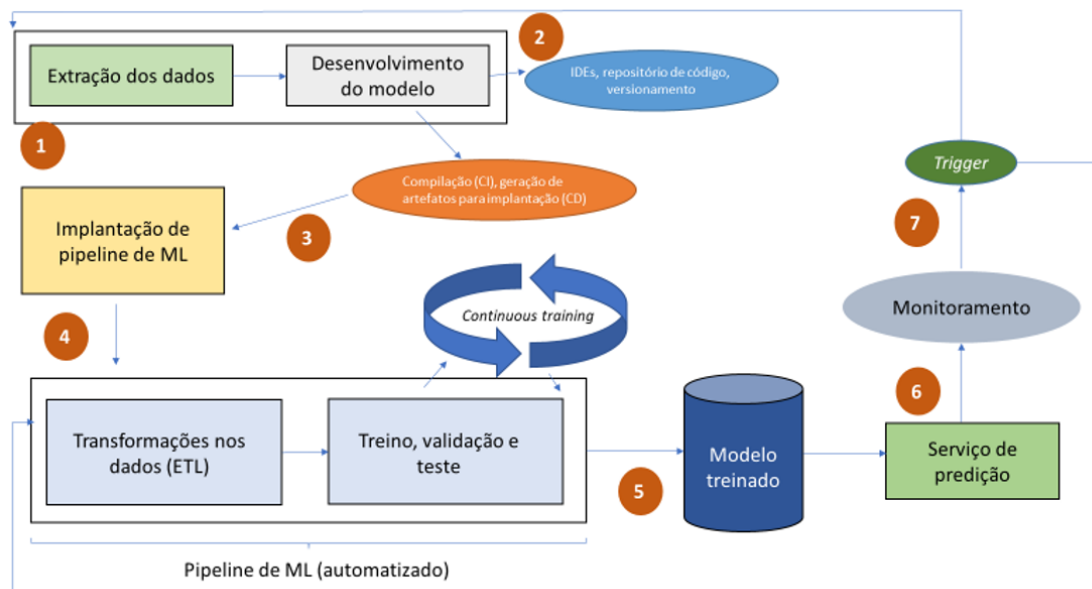 2
Extração dos dados
Desenvolvimento
do modelo
IDEs, repositório de código,
versionamento
1
Trigger
Compilação (CI), geração de
artefatos para implantação (CD)
Implantação de
pipeline de ML
3
7
Continuous training
Monitoramento
4
6
Transformações nos
dados (ETL)
Treino, validação e
teste
Modelo
treinado
Serviço de
predição
5
Pipeline de ML (automatizado)